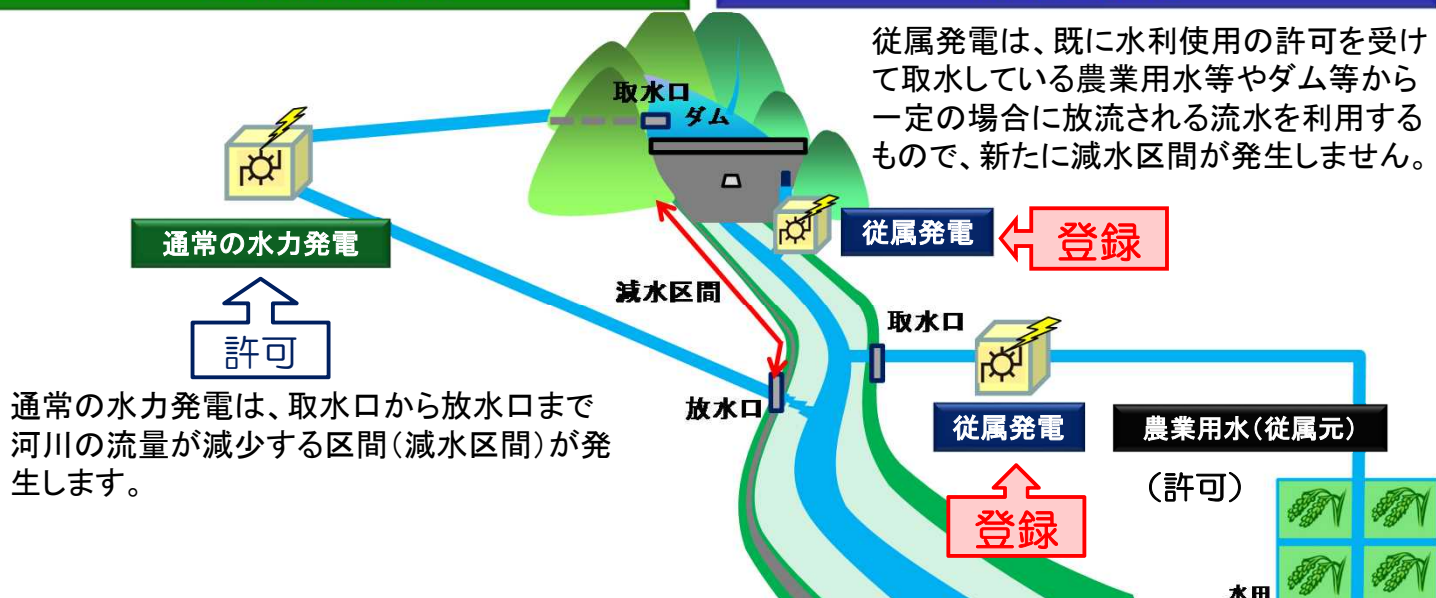 従属発電は、既に水利使用の許可を受け
て取水している農業用水等やダム等から
一定の場合に放流される流水を利用する
もので、新たに減水区間が発生しません。
取水口
ダム
通常の水力発電
従属発電
登録
減水区間
取水口
許可
通常の水力発電は、取水口から放水口まで
河川の流量が減少する区間(減水区間)が発
生します。
放水口
従属発電
農業用水(従属元)
(許可)
登録
水田